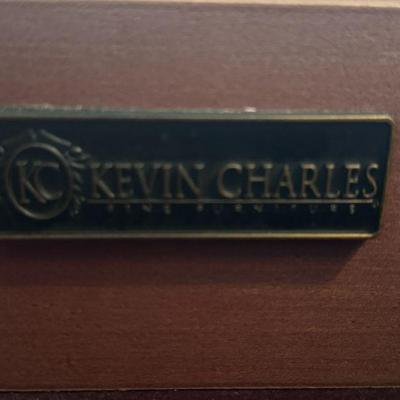 KC KEVIN CHARLES
FINE FURNITURE